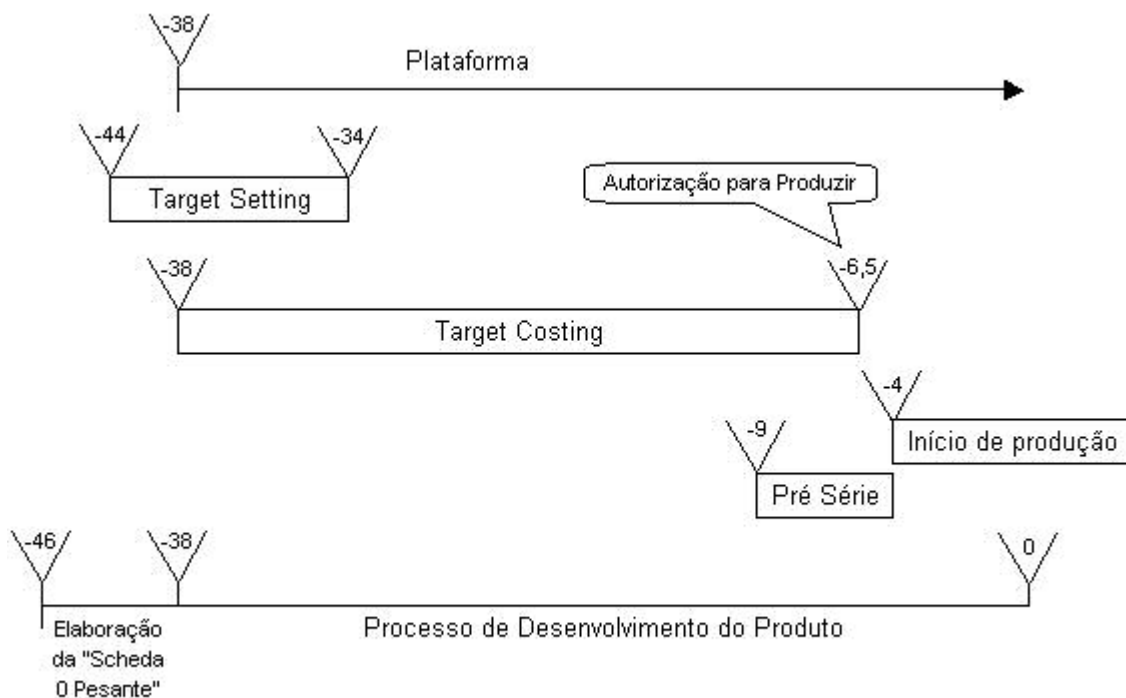 -38
Plataforma
-44
-34
Target Setting
Autorização para Produzir
-38
-6,5
Target Costing
-4
Início de produção
-9
Pré Série
-46
-38
0
Elaboração
da "Scheda
0 Pesante"
Processo de Desenvolvimento do Produto